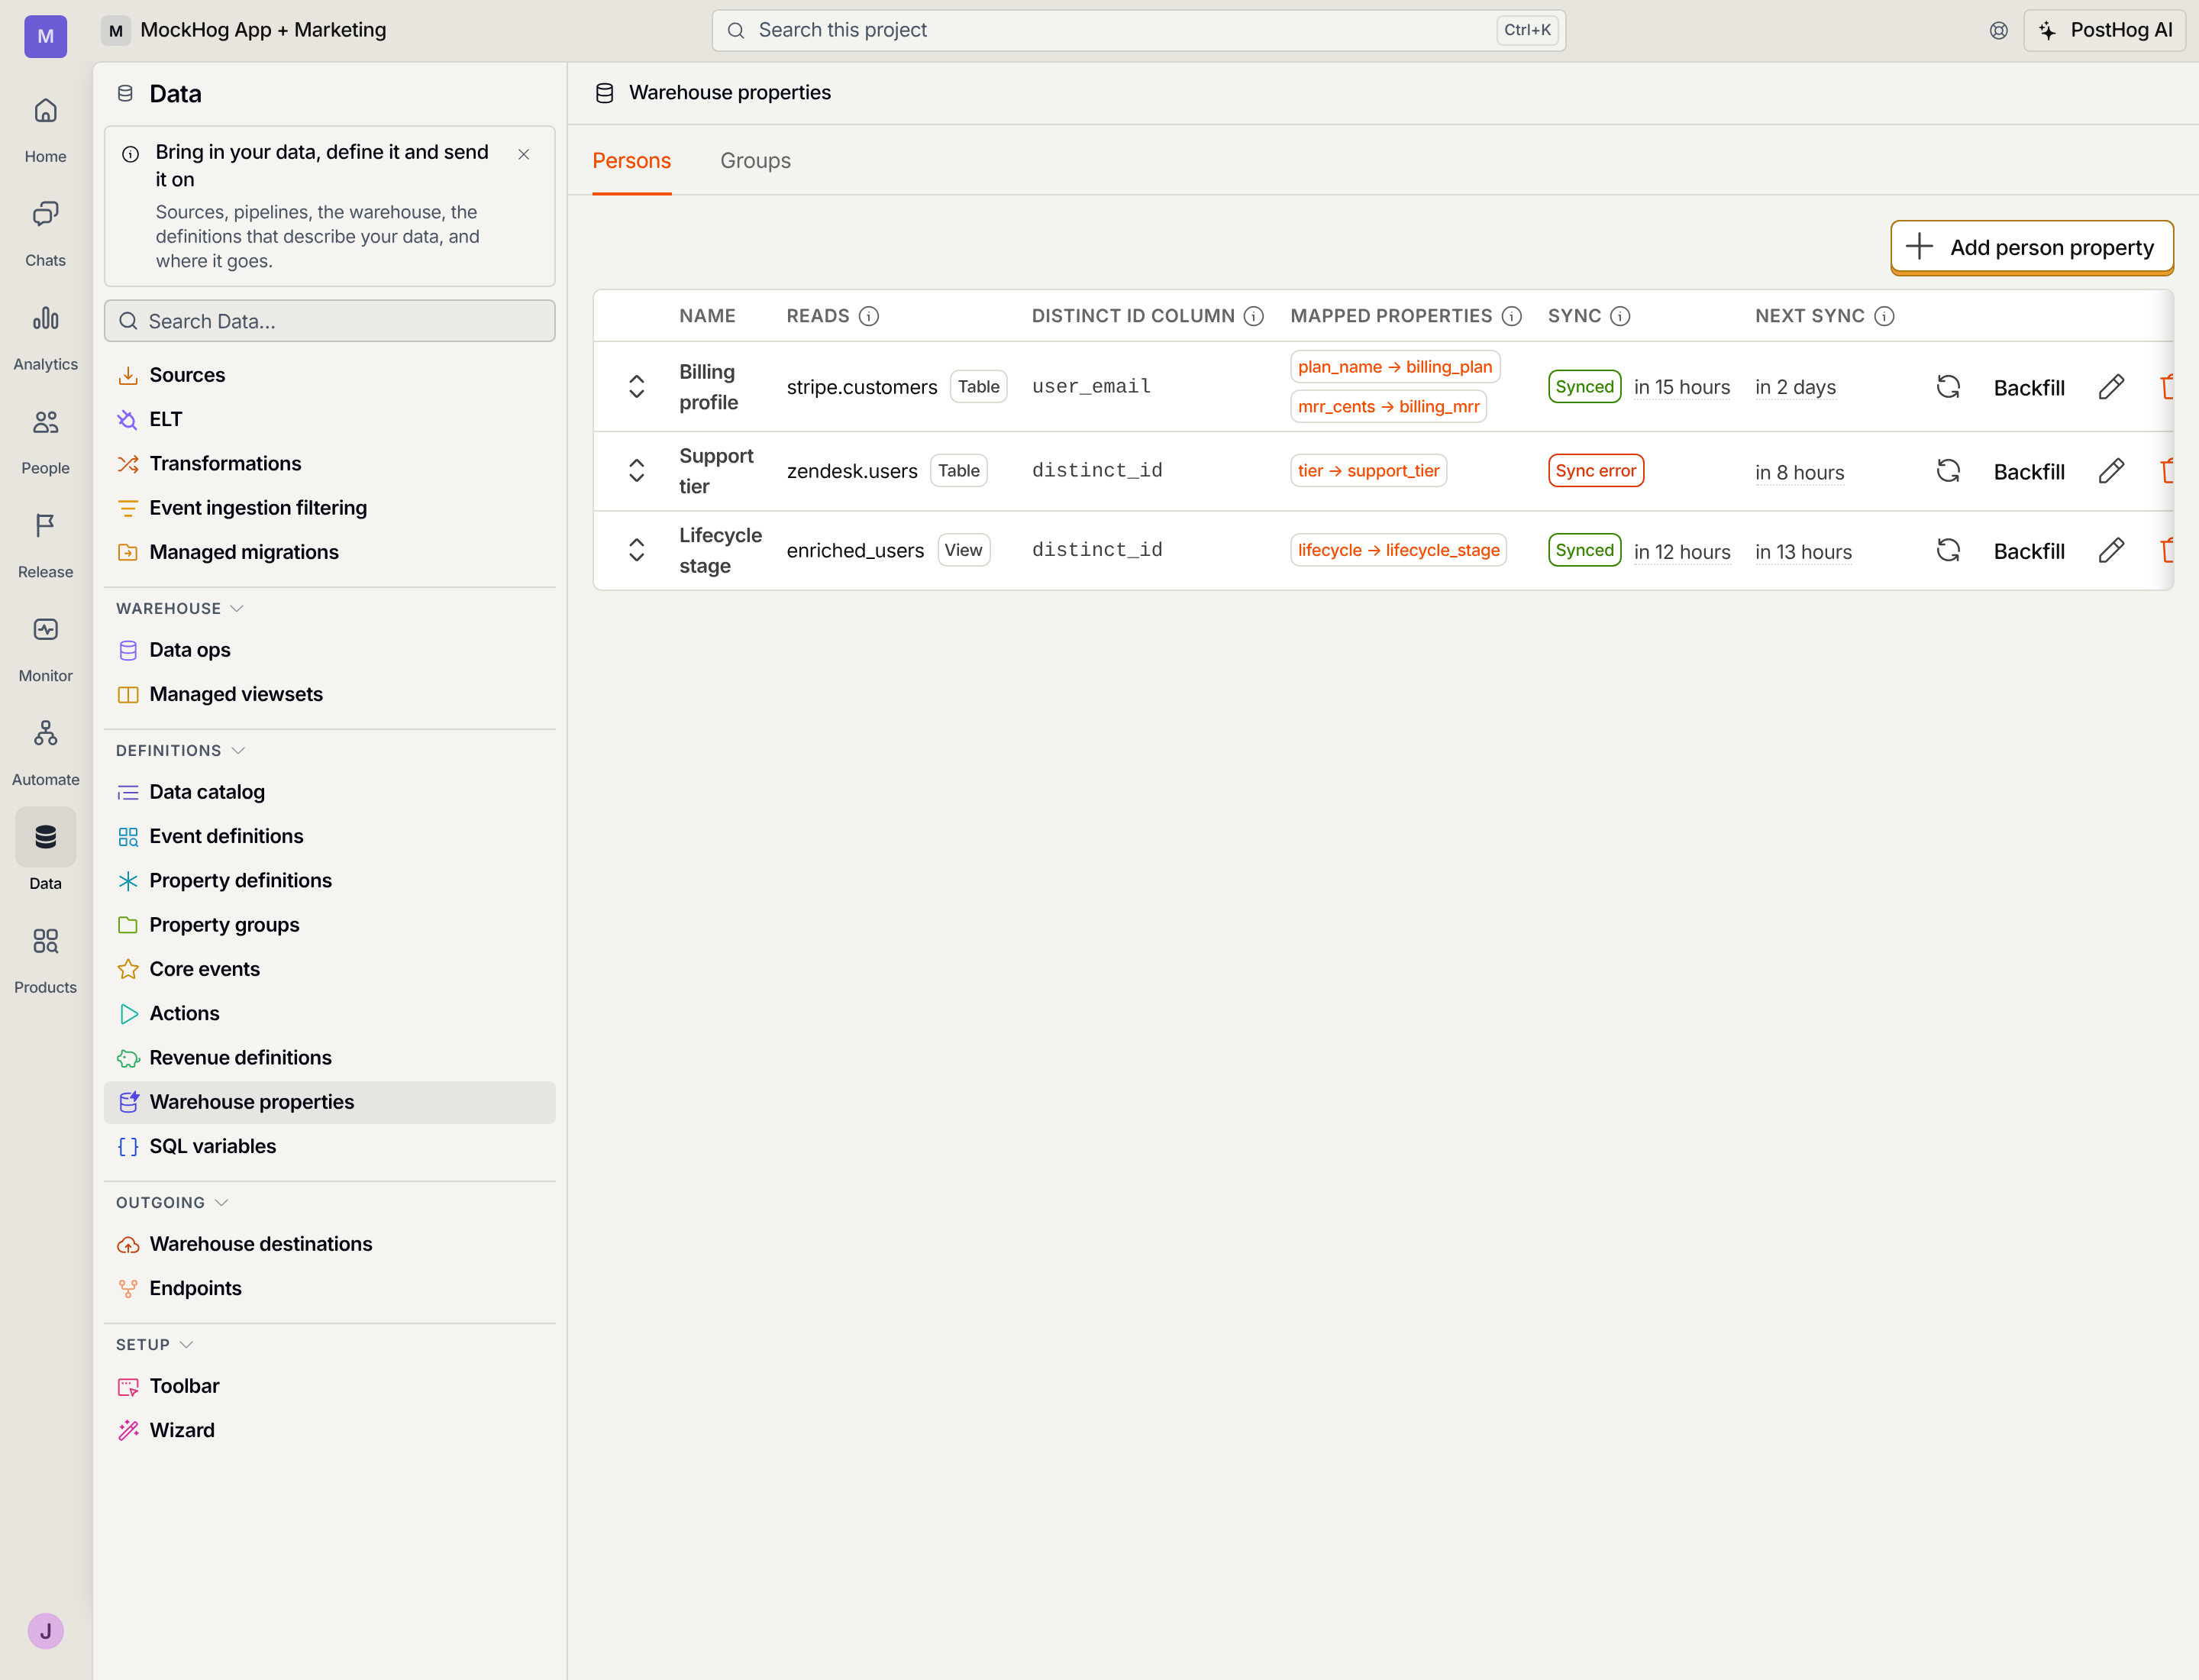 M
M MockHog App + Marketing
Search this project
Ctrl+K
PostHog AI
Home
Chats
Analytics
People
Release
Monitor
Automate
Data
Products
J
Data
Bring in your data, define it and send
it on
Sources, pipelines, the warehouse, the
definitions that describe your data, and
where it goes.
Search Data...
Sources
ELT
Transformations
Event ingestion filtering
Managed migrations
WAREHOUSE
Data ops
Managed viewsets
DEFINITIONS
Data catalog
Event definitions
Property definitions
Property groups
Core events
Actions
Revenue definitions
Warehouse properties
SQL variables
OUTGOING
Warehouse destinations
Endpoints
SETUP
Toolbar
Wizard
Warehouse properties
Persons Groups
Add person property
NAME READS DISTINCT ID COLUMN MAPPED PROPERTIES SYNC NEXT SYNC
Billing
profile
stripe.customers Table
user_email
plan_name → billing_plan
mrr_cents → billing_mrr
Synced in 15 hours
in 2 days
Backfill
Support
tier
zendesk.users Table
distinct_id
tier → support_tier
Sync error
in 8 hours
Backfill
Lifecycle
stage
enriched_users View
distinct_id
lifecycle → lifecycle_stage
Synced in 12 hours
in 13 hours
Backfill